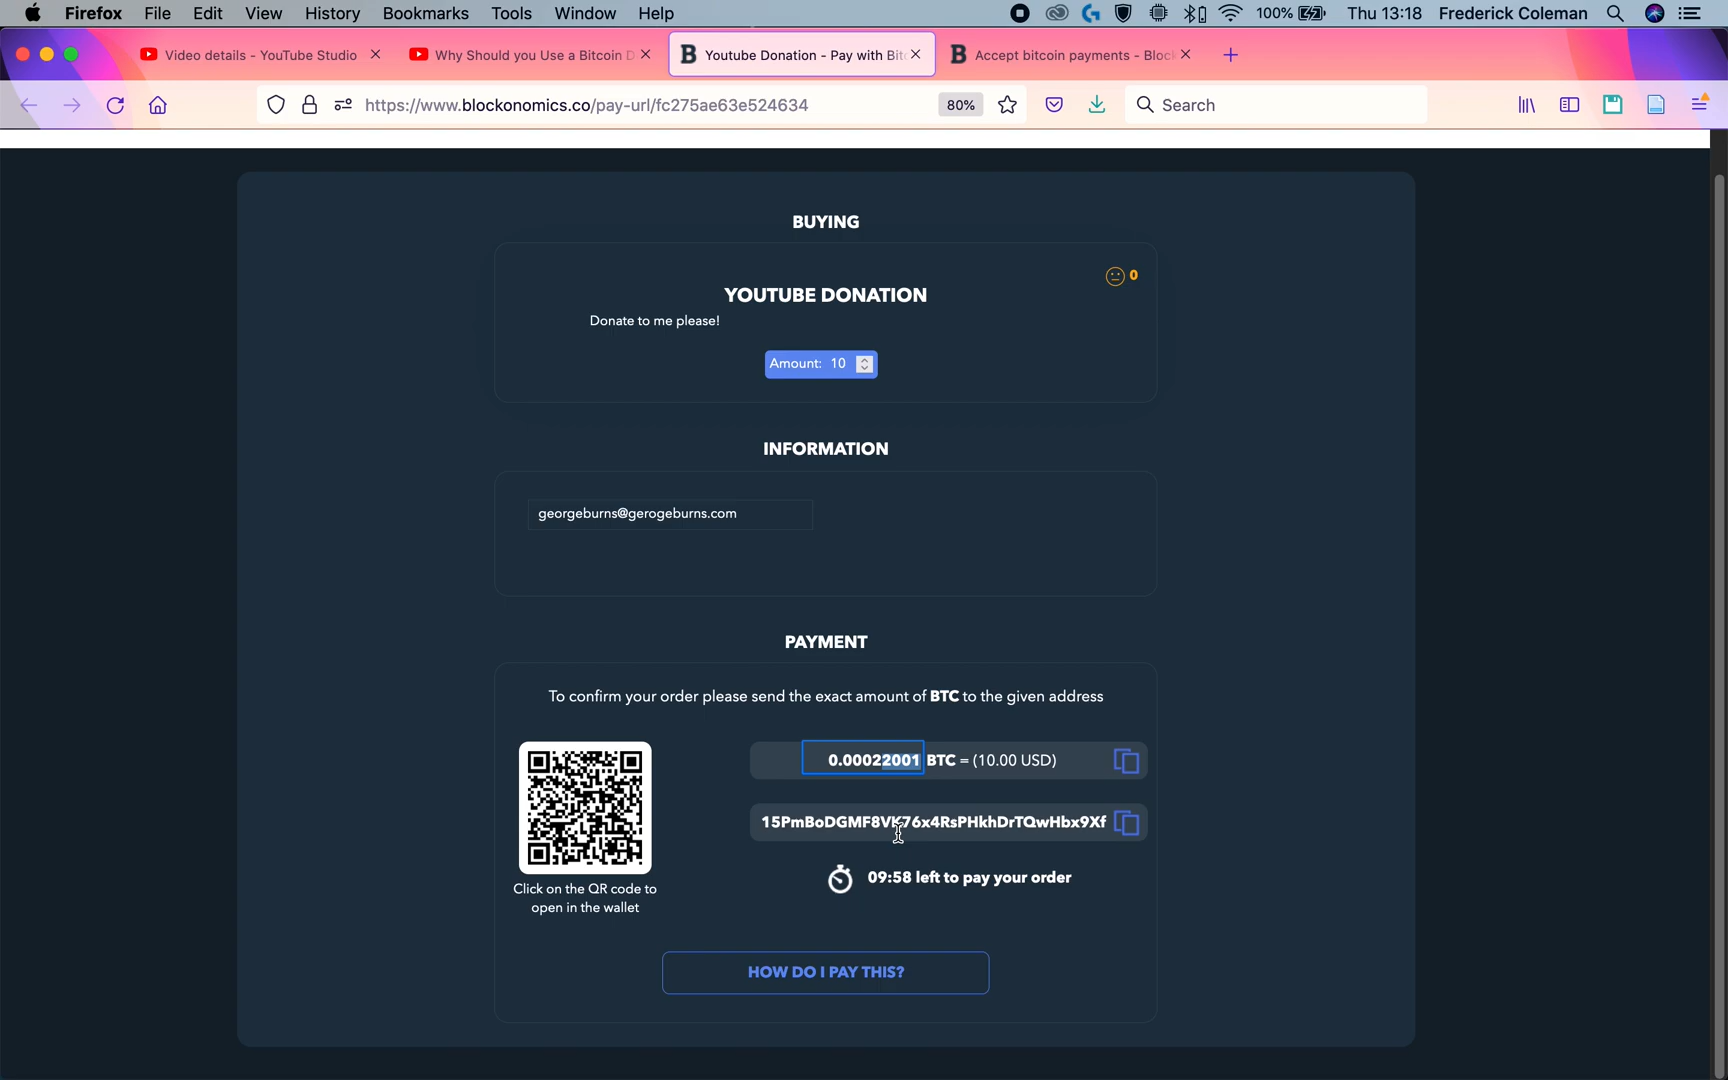 Firefox File Edit View History Bookmarks Tools Window Help 100% Thu 13:18 Frederick Coleman
Video details - YouTube Studio Why Should you Use a Bitcoin D Youtube Donation - Pay with Bitc Accept bitcoin payments - Block
https://www.blockonomics.co/pay-url/fc275ae63e524634 80% Search
BUYING
0
YOUTUBE DONATION
Donate to me please!
Amount: 10
INFORMATION
georgeburns@gerogeburns.com
PAYMENT
To confirm your order please send the exact amount of BTC to the given address
0.00022001 BTC = (10.00 USD)
15PmBoDGMF8VK76x4RsPHkhDrTQwHbx9Xf
09:58 left to pay your order
Click on the QR code to
open in the wallet
HOW DO I PAY THIS?